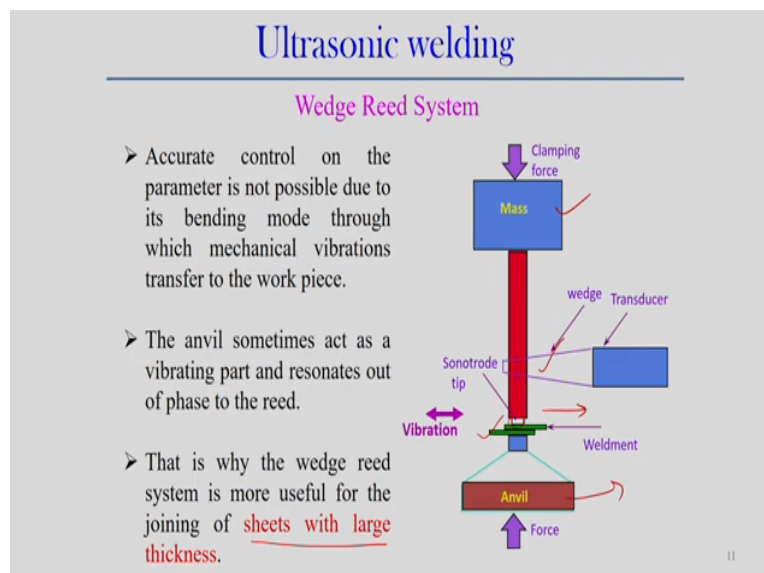 Ultrasonic welding
Wedge Reed System
➢ Accurate control on the
parameter is not possible due to
its bending mode through
which mechanical vibrations
transfer to the work piece.
➢ The anvil sometimes act as a
vibrating part and resonates out
of phase to the reed.
➢ That is why the wedge reed
system is more useful for the
joining of sheets with large
thickness.
Clamping
force
Mass
wedge
Transducer
Sonotrode
tip
Vibration
Weldment
Anvil
Force
11